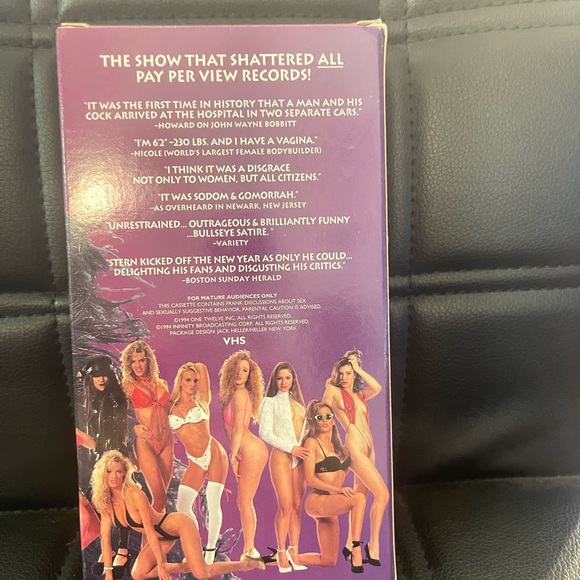 THE SHOW THAT SHATTERED ALL
PAY PER VIEW RECORDS!
"IT WAS THE FIRST TIME IN HISTORY THAT A MAN AND HIS
COCK ARRIVED AT THE HOSPITAL IN TWO SEPARATE CARS."
–HOWARD ON JOHN WAYNE BOBBITT
"I'M 6'2" –230 LBS. AND I HAVE A VAGINA."
–NICOLE (WORLD'S LARGEST FEMALE BODYBUILDER)
"I THINK IT WAS A DISGRACE
NOT ONLY TO WOMEN, BUT ALL CITIZENS."
"IT WAS SODOM & GOMORRAH."
–AS OVERHEARD IN NEWARK, NEW JERSEY
"UNRESTRAINED... OUTRAGEOUS & BRILLIANTLY FUNNY
...BULLSEYE SATIRE. "
–VARIETY
"STERN KICKED OFF THE NEW YEAR AS ONLY HE COULD...
DELIGHTING HIS FANS AND DISGUSTING HIS CRITICS."
–BOSTON SUNDAY HERALD
FOR MATURE AUDIENCES ONLY
THIS CASSETTE CONTAINS FRANK DISCUSSIONS ABOUT SEX
AND SEXUALLY SUGGESTIVE BEHAVIOR, PARENTAL CAUTION IS ADVISED.
©1994 ONE TWELVE INC. ALL RIGHTS RESERVED.
©1994 INFINITY BROADCASTING CORP. ALL RIGHTS RESERVED.
PACKAGE DESIGN: JACK HELLER/HELLER NEW YORK
VHS